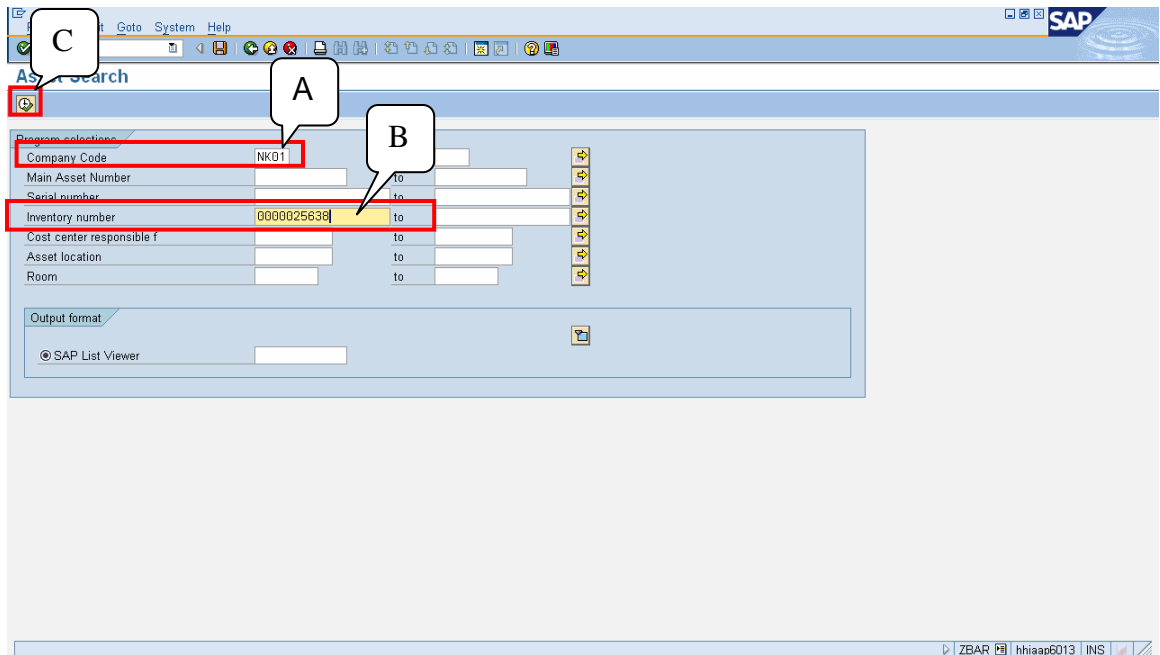 Goto System Help
SAP
C
Asset Search
A
B
Program selections
Company Code NK01
Main Asset Number to
Serial number to
Inventory number 0000025638 to
Cost center responsible f to
Asset location to
Room to
Output format
SAP List Viewer
ZBAR hhiaap6013 INS